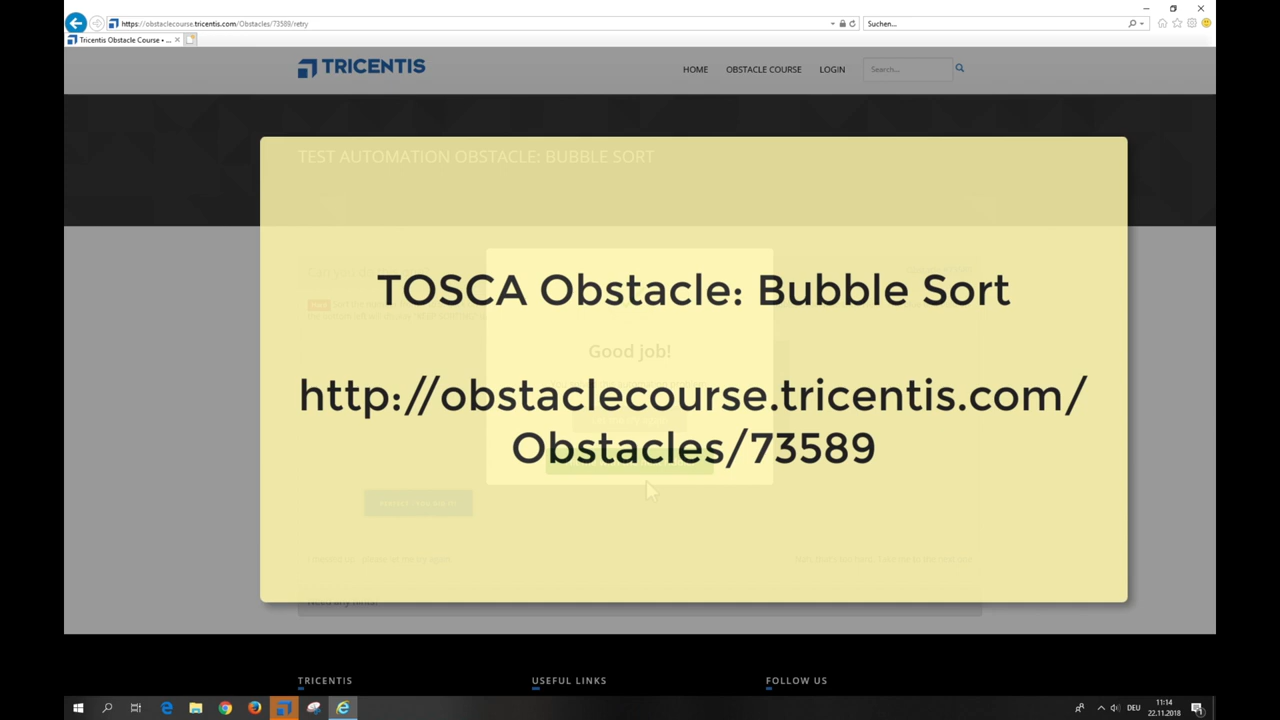 https://obstaclecourse.tricentis.com/Obstacles/73589/retry
Suchen...
Tricentis Obstacle Course • ...
TRICENTIS
HOME
OBSTACLE COURSE
LOGIN
Search...
TEST AUTOMATION OBSTACLE: BUBBLE SORT
TOSCA Obstacle: Bubble Sort
Good job!
http://obstaclecourse.tricentis.com/
Obstacles/73589
TRICENTIS
USEFUL LINKS
FOLLOW US
DEU
11:14
22.11.2018